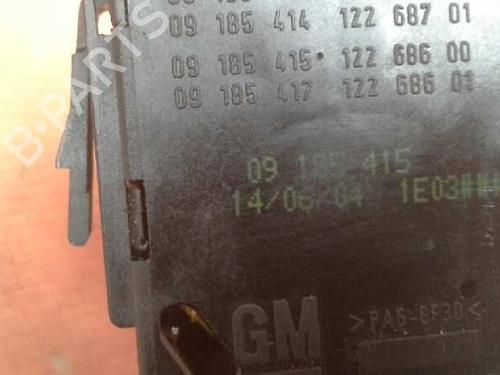 09 185 414 122 687 01
09 185 415 122 686 00
09 185 417 122 686 01
09 185 415
14/06/04 1E03###
GM
>PA6-GF30<
B-PARTS